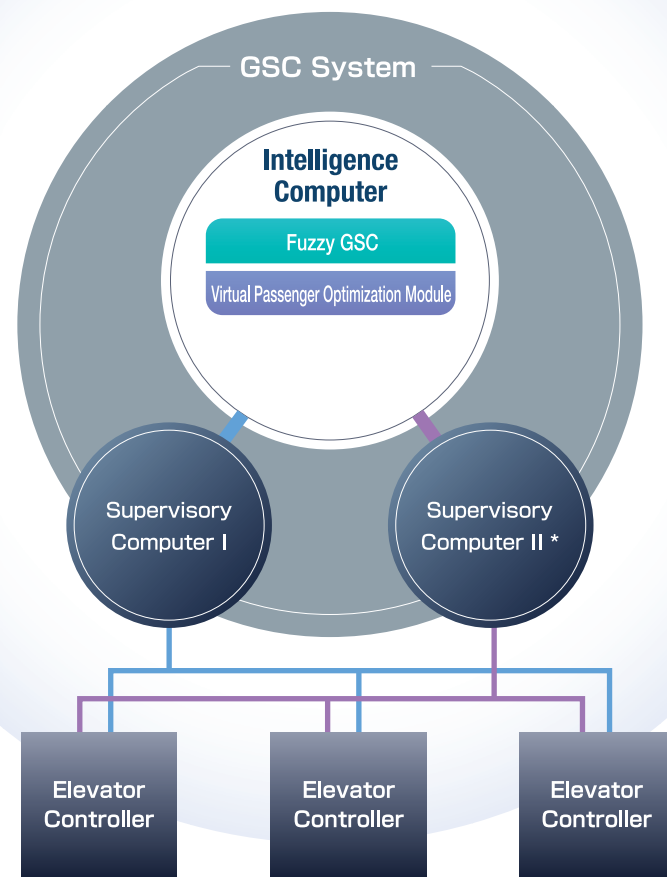 GSC System
Intelligence
Computer
Fuzzy GSC
Virtual Passenger Optimization Module
Supervisory
Computer I
Supervisory
Computer II *
Elevator
Controller
Elevator
Controller
Elevator
Controller